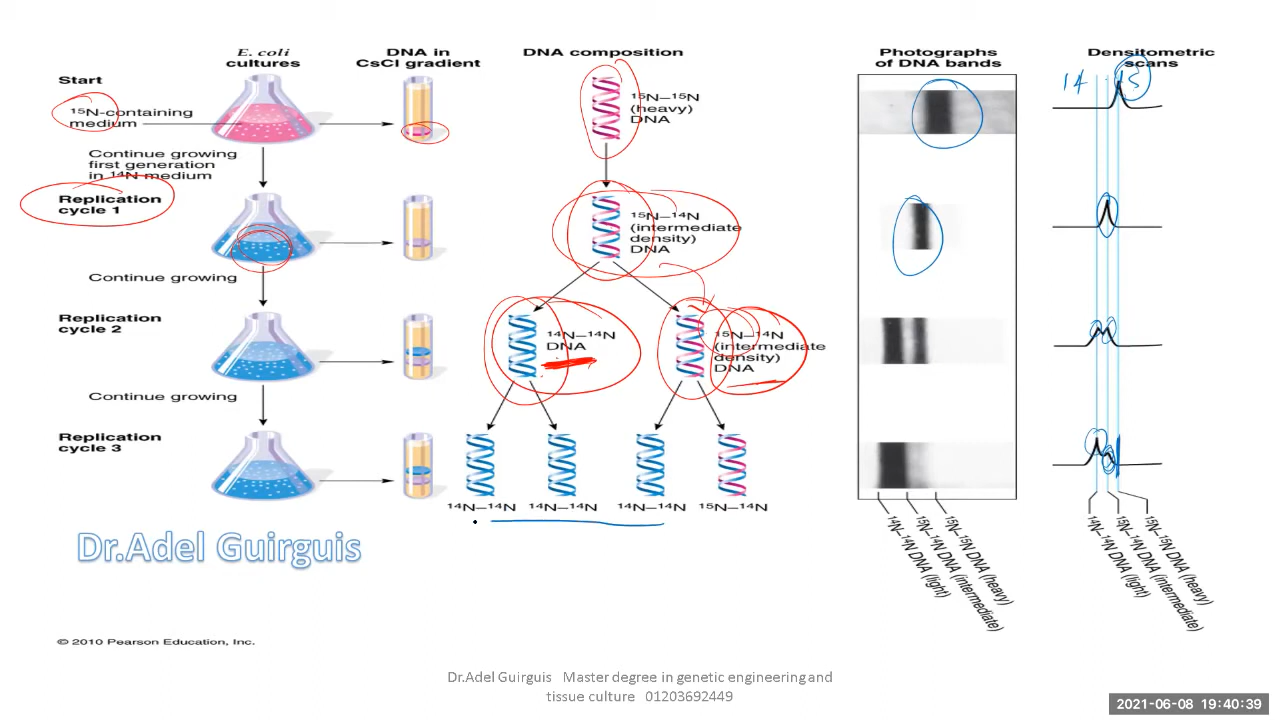 E. coli
cultures
DNA in
CsCl gradient
DNA composition
Photographs
of DNA bands
Densitometric
scans
Start
¹⁵N-containing
medium
¹⁵N–¹⁵N
(heavy)
DNA
14 15
Continue growing
first generation
in ¹⁴N medium
Replication
cycle 1
¹⁵N–¹⁴N
(intermediate
density)
DNA
Continue growing
Replication
cycle 2
¹⁴N–¹⁴N
DNA
¹⁵N–¹⁴N
(intermediate
density)
DNA
Continue growing
Replication
cycle 3
¹⁴N–¹⁴N ¹⁴N–¹⁴N ¹⁴N–¹⁴N ¹⁵N–¹⁴N
¹⁴N–¹⁴N DNA (light)
¹⁵N–¹⁴N DNA (intermediate)
¹⁵N–¹⁵N DNA (heavy)
¹⁴N–¹⁴N DNA (light)
¹⁵N–¹⁴N DNA (intermediate)
¹⁵N–¹⁵N DNA (heavy)
Dr.Adel Guirguis
© 2010 Pearson Education, Inc.
Dr.Adel Guirguis Master degree in genetic engineering and
tissue culture 01203692449
2021-06-08 19:40:39